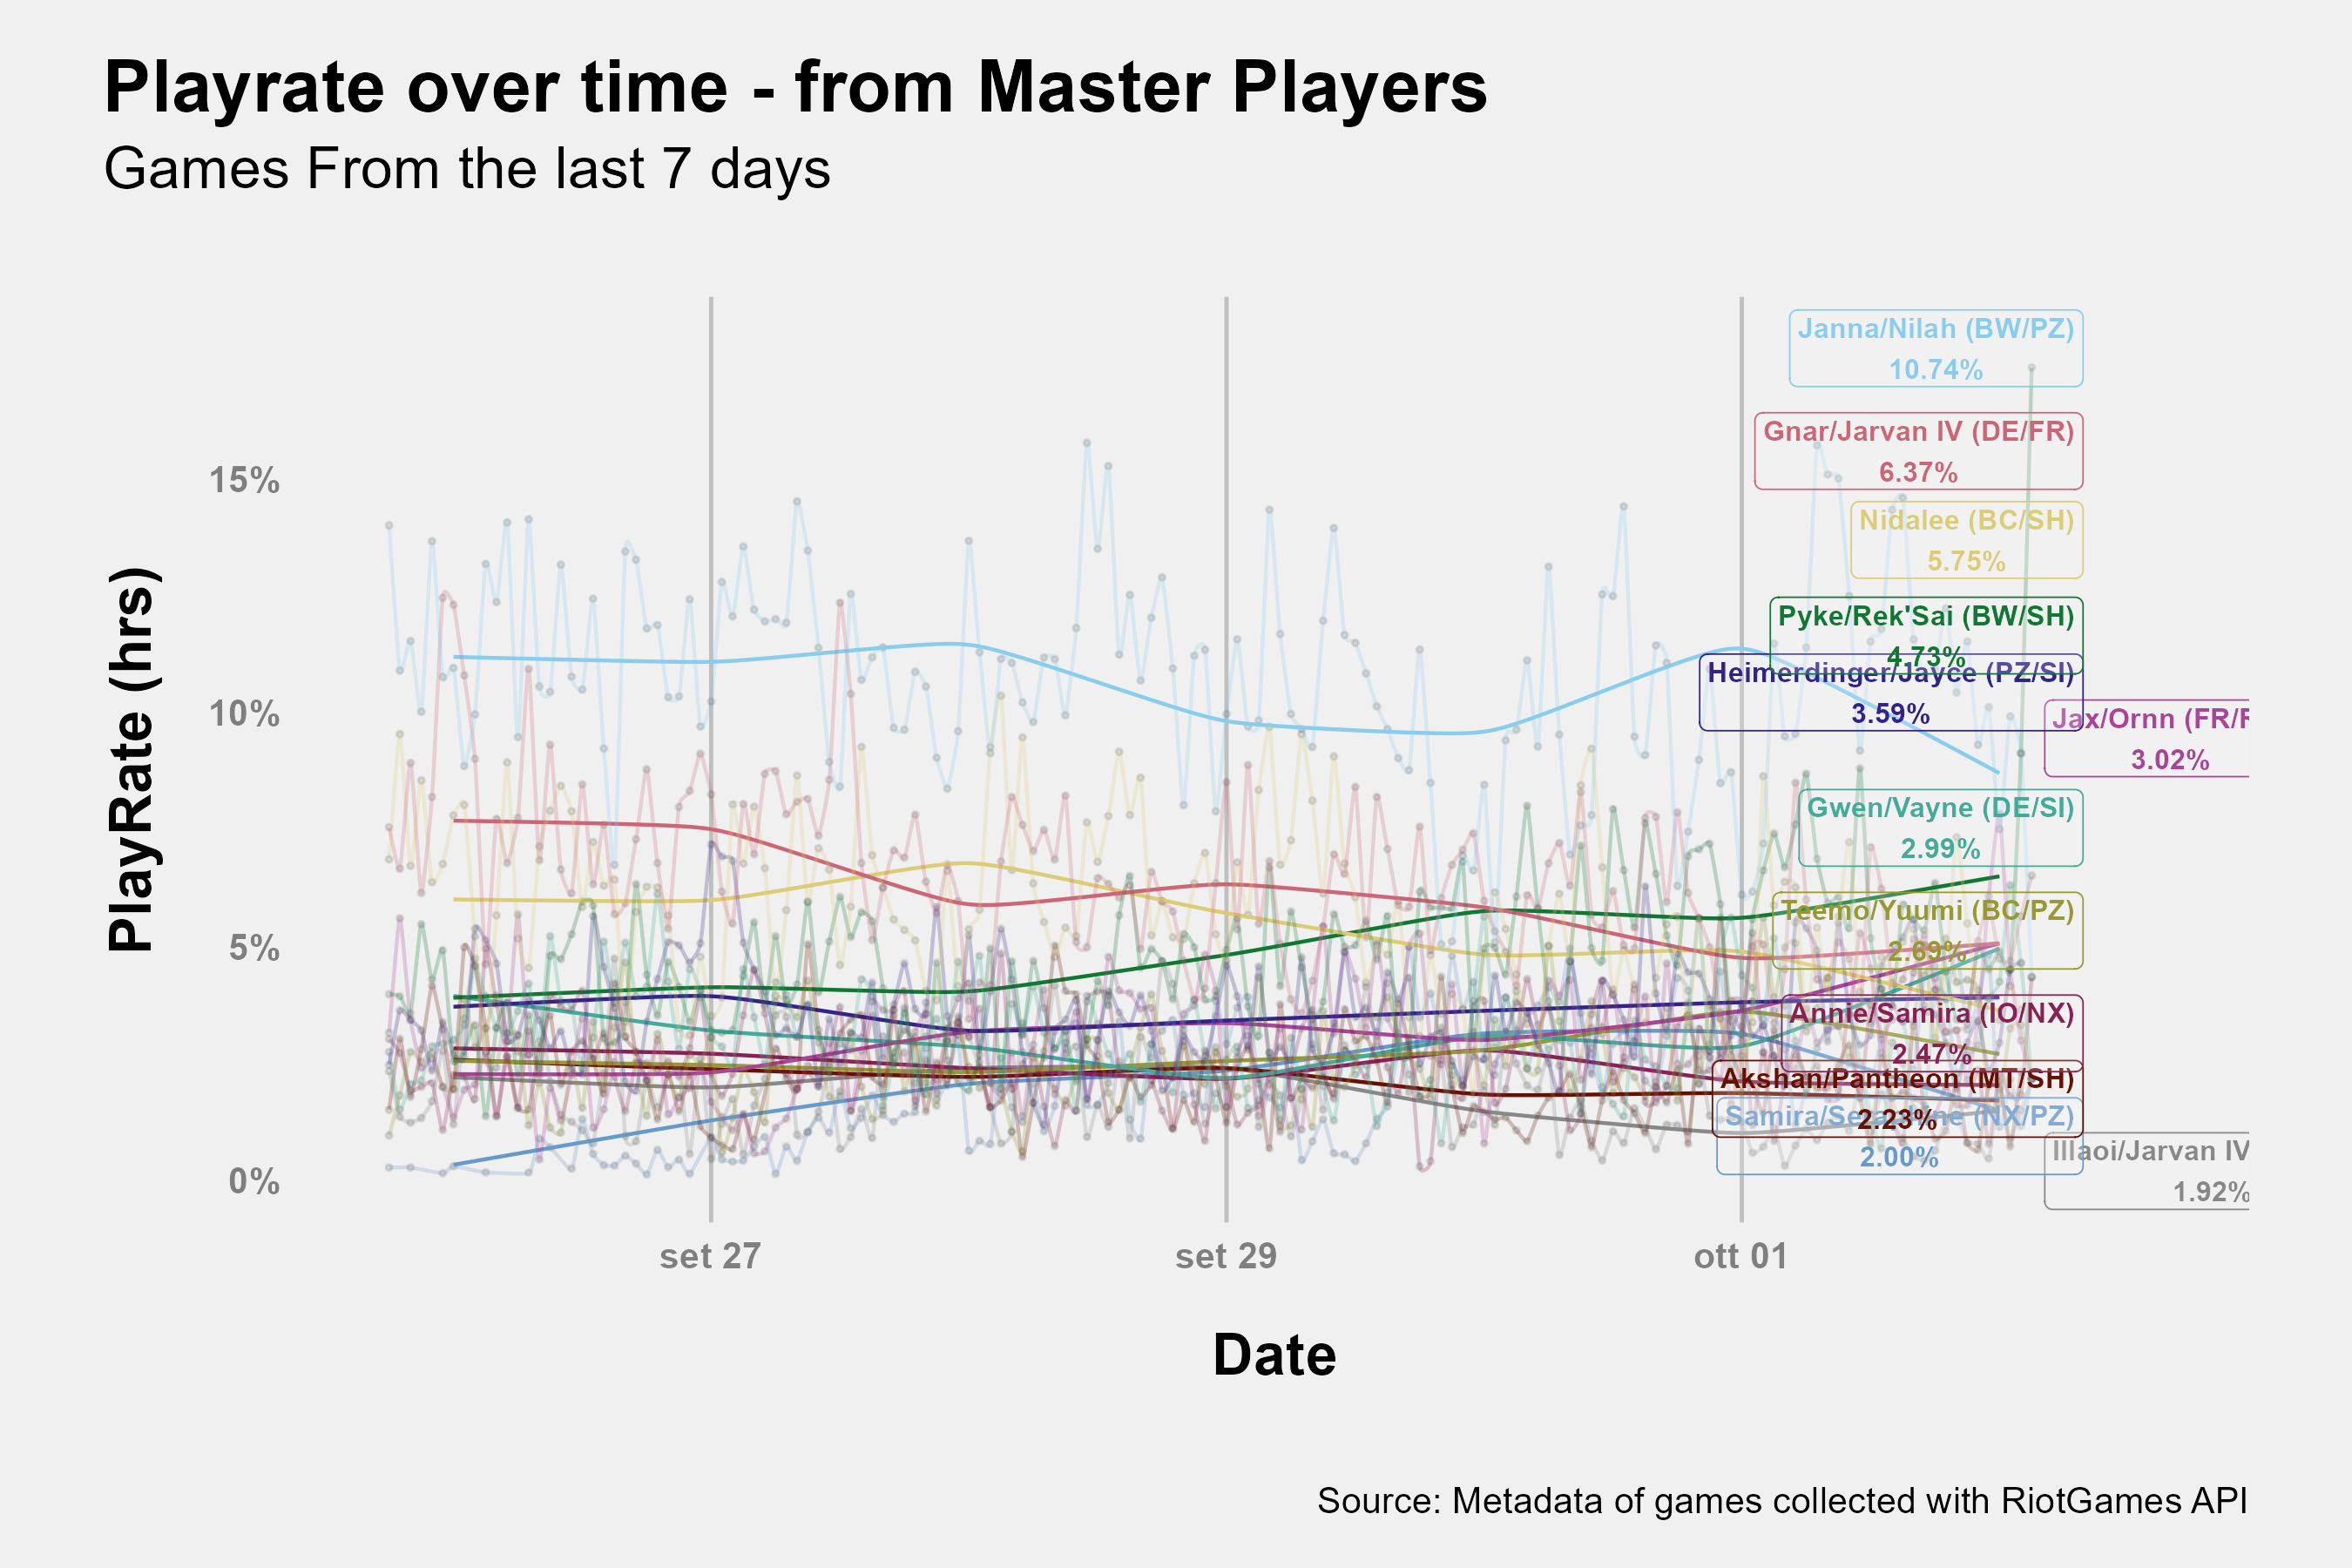 Playrate over time - from Master Players
Games From the last 7 days
PlayRate (hrs)
15%
10%
5%
0%
Janna/Nilah (BW/PZ)
10.74%
Gnar/Jarvan IV (DE/FR)
6.37%
Nidalee (BC/SH)
5.75%
Pyke/Rek'Sai (BW/SH)
4.73%
Heimerdinger/Jayce (PZ/SI)
3.59%
Jax/Ornn (FR/
3.02%
Gwen/Vayne (DE/SI)
2.99%
Teemo/Yuumi (BC/PZ)
2.69%
Annie/Samira (IO/NX)
2.47%
Akshan/Pantheon (MT/SH)
2.23%
Samira/Seraphine (NX/PZ)
2.00%
Illaoi/Jarvan IV
1.92%
set 27
set 29
ott 01
Date
Source: Metadata of games collected with RiotGames API